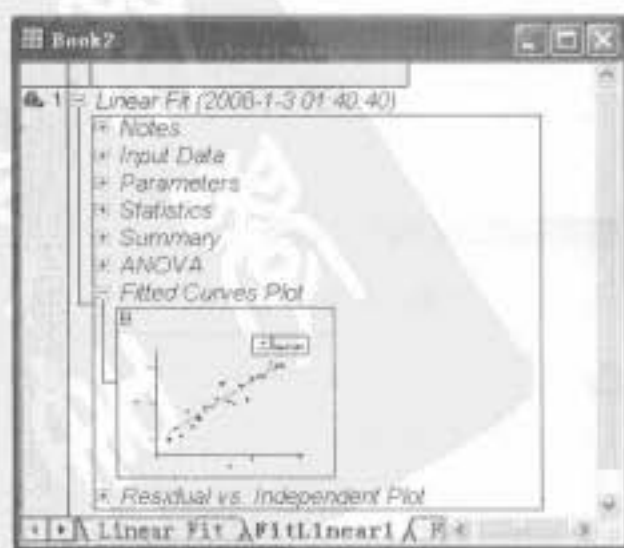 Book2
1 Linear Fit (2006-1-3 01:40:40)
Notes
Input Data
Parameters
Statistics
Summary
ANOVA
Fitted Curves Plot
Residual vs. Independent Plot
Linear Fit
FitLinear1